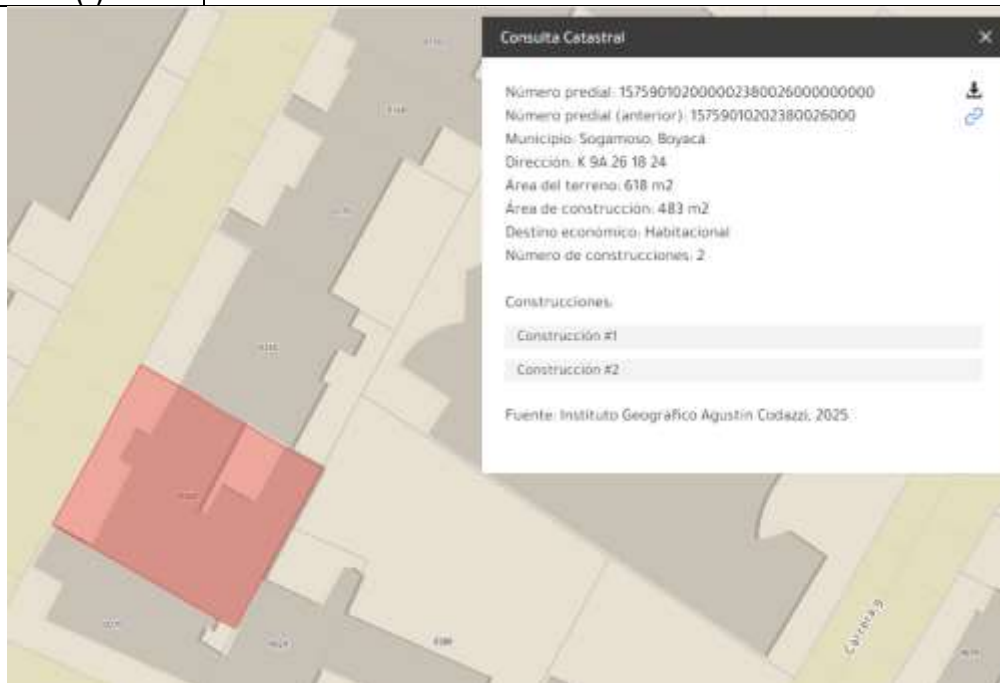 Consulta Catastral
Número predial: 157590102000002380026000000000
Número predial (anterior): 15759010202380026000
Municipio: Sogamoso, Boyacá
Dirección: K 9A 26 18 24
Área del terreno: 618 m2
Área de construcción: 483 m2
Destino económico: Habitacional
Número de construcciones: 2
Construcciones:
Construcción #1
Construcción #2
Fuente: Instituto Geográfico Agustín Codazzi, 2025
Carrera 9